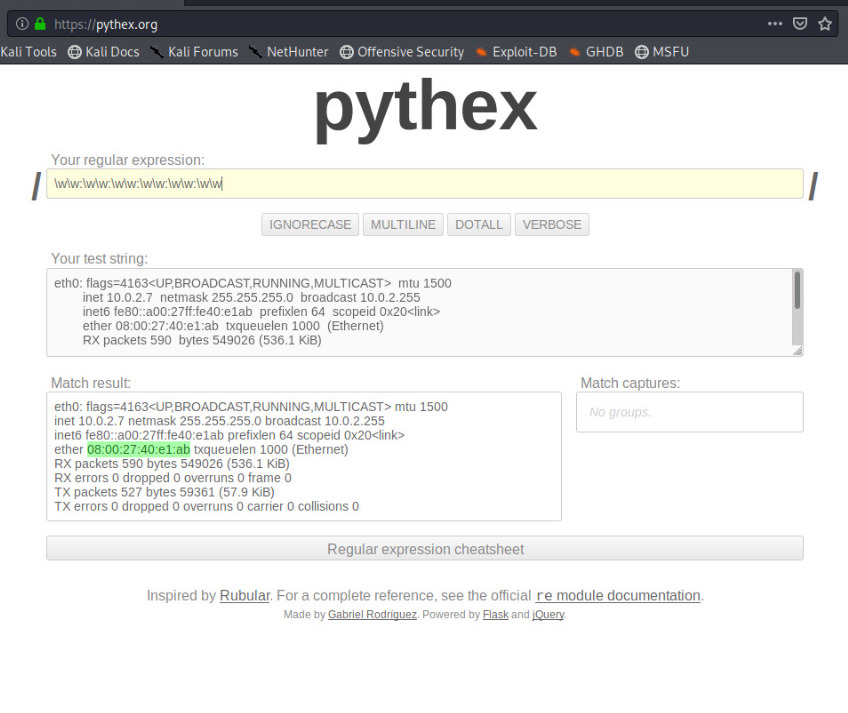 https://pythex.org
Kali Tools Kali Docs Kali Forums NetHunter Offensive Security Exploit-DB GHDB MSFU
pythex
Your regular expression:
/ \w\w:\w\w:\w\w:\w\w:\w\w:\w\w /
IGNORECASE MULTILINE DOTALL VERBOSE
Your test string:
eth0: flags=4163<UP,BROADCAST,RUNNING,MULTICAST>  mtu 1500
inet 10.0.2.7  netmask 255.255.255.0  broadcast 10.0.2.255
inet6 fe80::a00:27ff:fe40:e1ab  prefixlen 64  scopeid 0x20<link>
ether 08:00:27:40:e1:ab  txqueuelen 1000  (Ethernet)
RX packets 590  bytes 549026 (536.1 KiB)
Match result:
eth0: flags=4163<UP,BROADCAST,RUNNING,MULTICAST> mtu 1500
inet 10.0.2.7 netmask 255.255.255.0 broadcast 10.0.2.255
inet6 fe80::a00:27ff:fe40:e1ab prefixlen 64 scopeid 0x20<link>
ether 08:00:27:40:e1:ab txqueuelen 1000 (Ethernet)
RX packets 590 bytes 549026 (536.1 KiB)
RX errors 0 dropped 0 overruns 0 frame 0
TX packets 527 bytes 59361 (57.9 KiB)
TX errors 0 dropped 0 overruns 0 carrier 0 collisions 0
Match captures:
No groups.
Regular expression cheatsheet
Inspired by Rubular. For a complete reference, see the official re module documentation.
Made by Gabriel Rodríguez. Powered by Flask and jQuery.